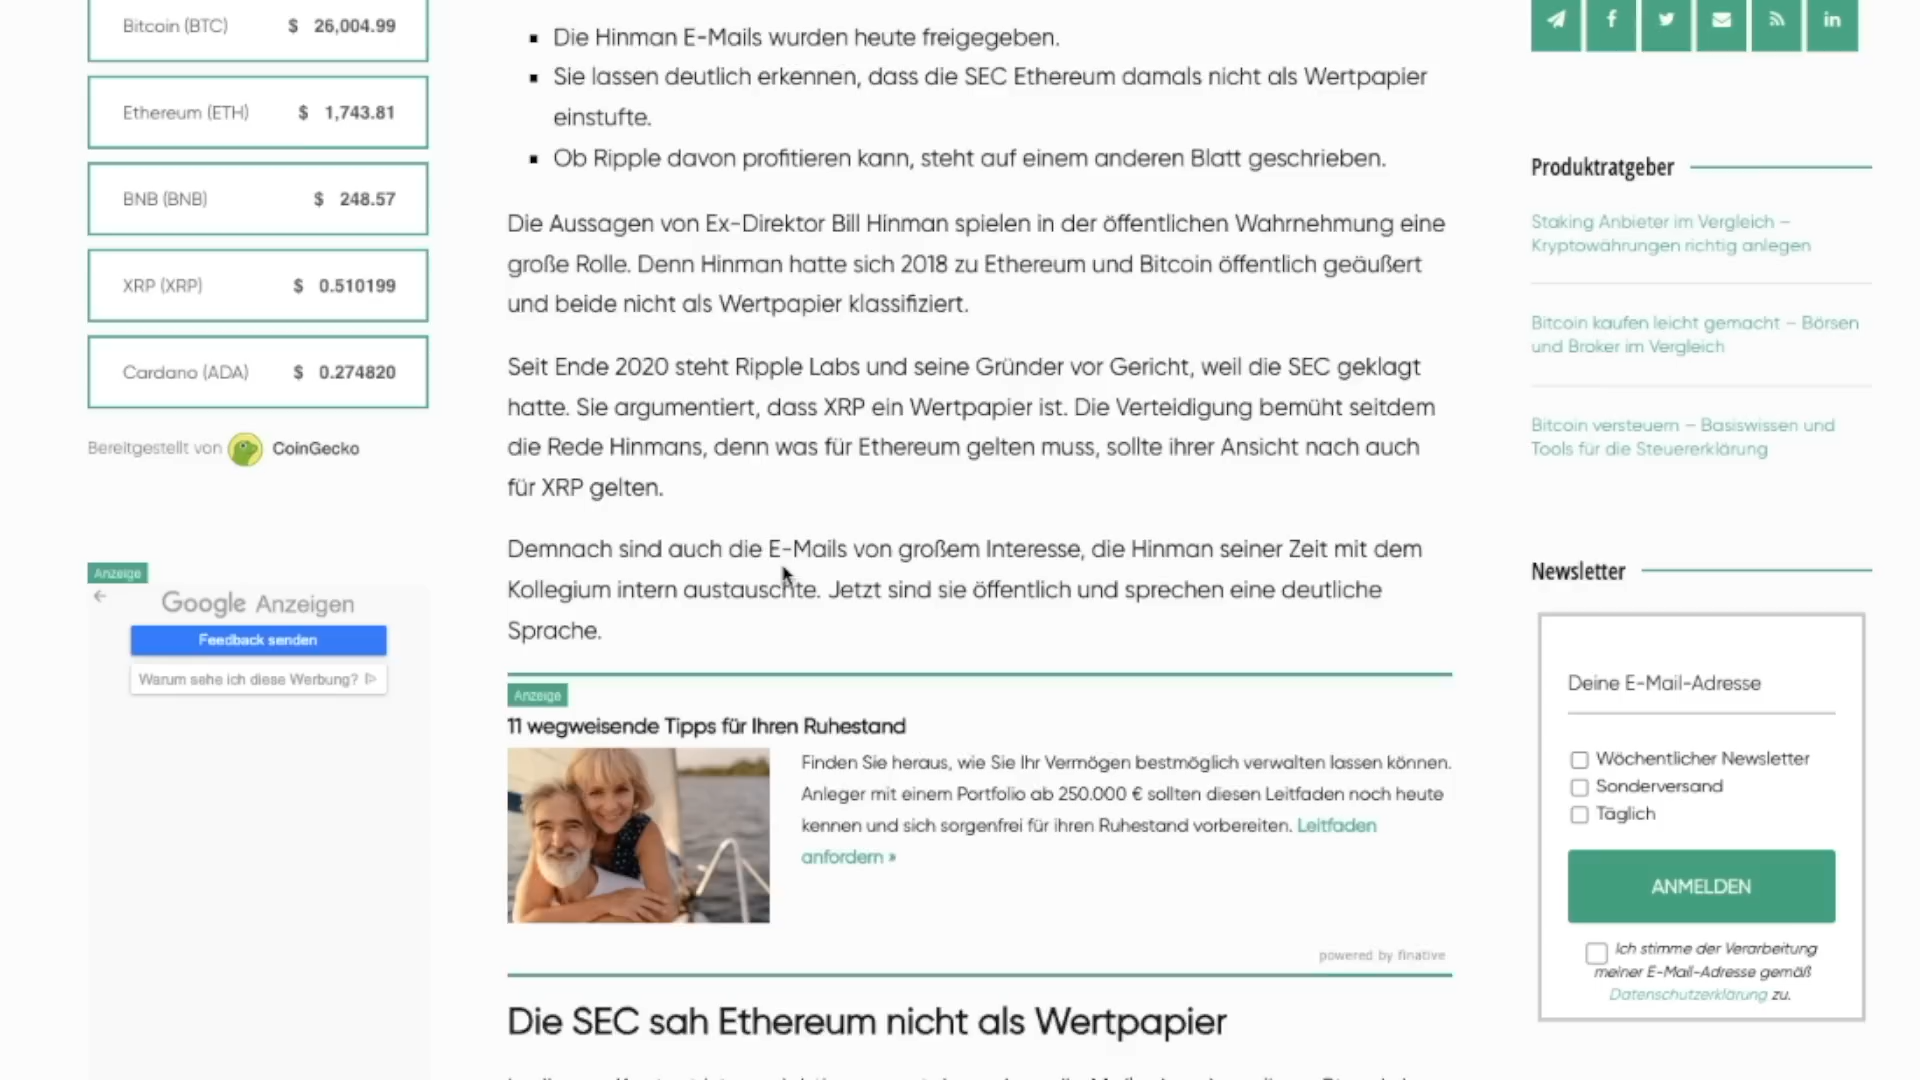 Bitcoin (BTC) $ 26,004.99
Ethereum (ETH) $ 1,743.81
BNB (BNB) $ 248.57
XRP (XRP) $ 0.510199
Cardano (ADA) $ 0.274820
Bereitgestellt von CoinGecko
Anzeige
Google Anzeigen
Feedback senden
Warum sehe ich diese Werbung?
Die Hinman E-Mails wurden heute freigegeben.
Sie lassen deutlich erkennen, dass die SEC Ethereum damals nicht als Wertpapier
einstufte.
Ob Ripple davon profitieren kann, steht auf einem anderen Blatt geschrieben.
Die Aussagen von Ex-Direktor Bill Hinman spielen in der öffentlichen Wahrnehmung eine
große Rolle. Denn Hinman hatte sich 2018 zu Ethereum und Bitcoin öffentlich geäußert
und beide nicht als Wertpapier klassifiziert.
Seit Ende 2020 steht Ripple Labs und seine Gründer vor Gericht, weil die SEC geklagt
hatte. Sie argumentiert, dass XRP ein Wertpapier ist. Die Verteidigung bemüht seitdem
die Rede Hinmans, denn was für Ethereum gelten muss, sollte ihrer Ansicht nach auch
für XRP gelten.
Demnach sind auch die E-Mails von großem Interesse, die Hinman seiner Zeit mit dem
Kollegium intern austauschte. Jetzt sind sie öffentlich und sprechen eine deutliche
Sprache.
Anzeige
11 wegweisende Tipps für Ihren Ruhestand
Finden Sie heraus, wie Sie Ihr Vermögen bestmöglich verwalten lassen können.
Anleger mit einem Portfolio ab 250.000 € sollten diesen Leitfaden noch heute
kennen und sich sorgenfrei für ihren Ruhestand vorbereiten. Leitfaden
anfordern »
powered by finative
Die SEC sah Ethereum nicht als Wertpapier
in
Produktratgeber
Staking Anbieter im Vergleich –
Kryptowährungen richtig anlegen
Bitcoin kaufen leicht gemacht – Börsen
und Broker im Vergleich
Bitcoin versteuern – Basiswissen und
Tools für die Steuererklärung
Newsletter
Deine E-Mail-Adresse
Wöchentlicher Newsletter
Sonderversand
Täglich
ANMELDEN
Ich stimme der Verarbeitung
meiner E-Mail-Adresse gemäß
Datenschutzerklärung zu.